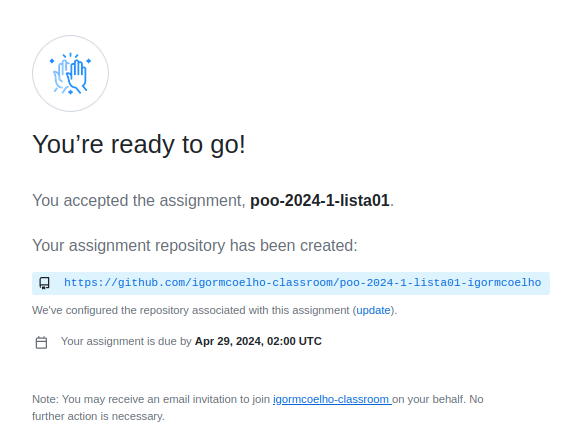 You’re ready to go!
You accepted the assignment, poo-2024-1-lista01.
Your assignment repository has been created:
https://github.com/igormcoelho-classroom/poo-2024-1-lista01-igormcoelho
We've configured the repository associated with this assignment (update).
Your assignment is due by Apr 29, 2024, 02:00 UTC
Note: You may receive an email invitation to join igormcoelho-classroom on your behalf. No
further action is necessary.